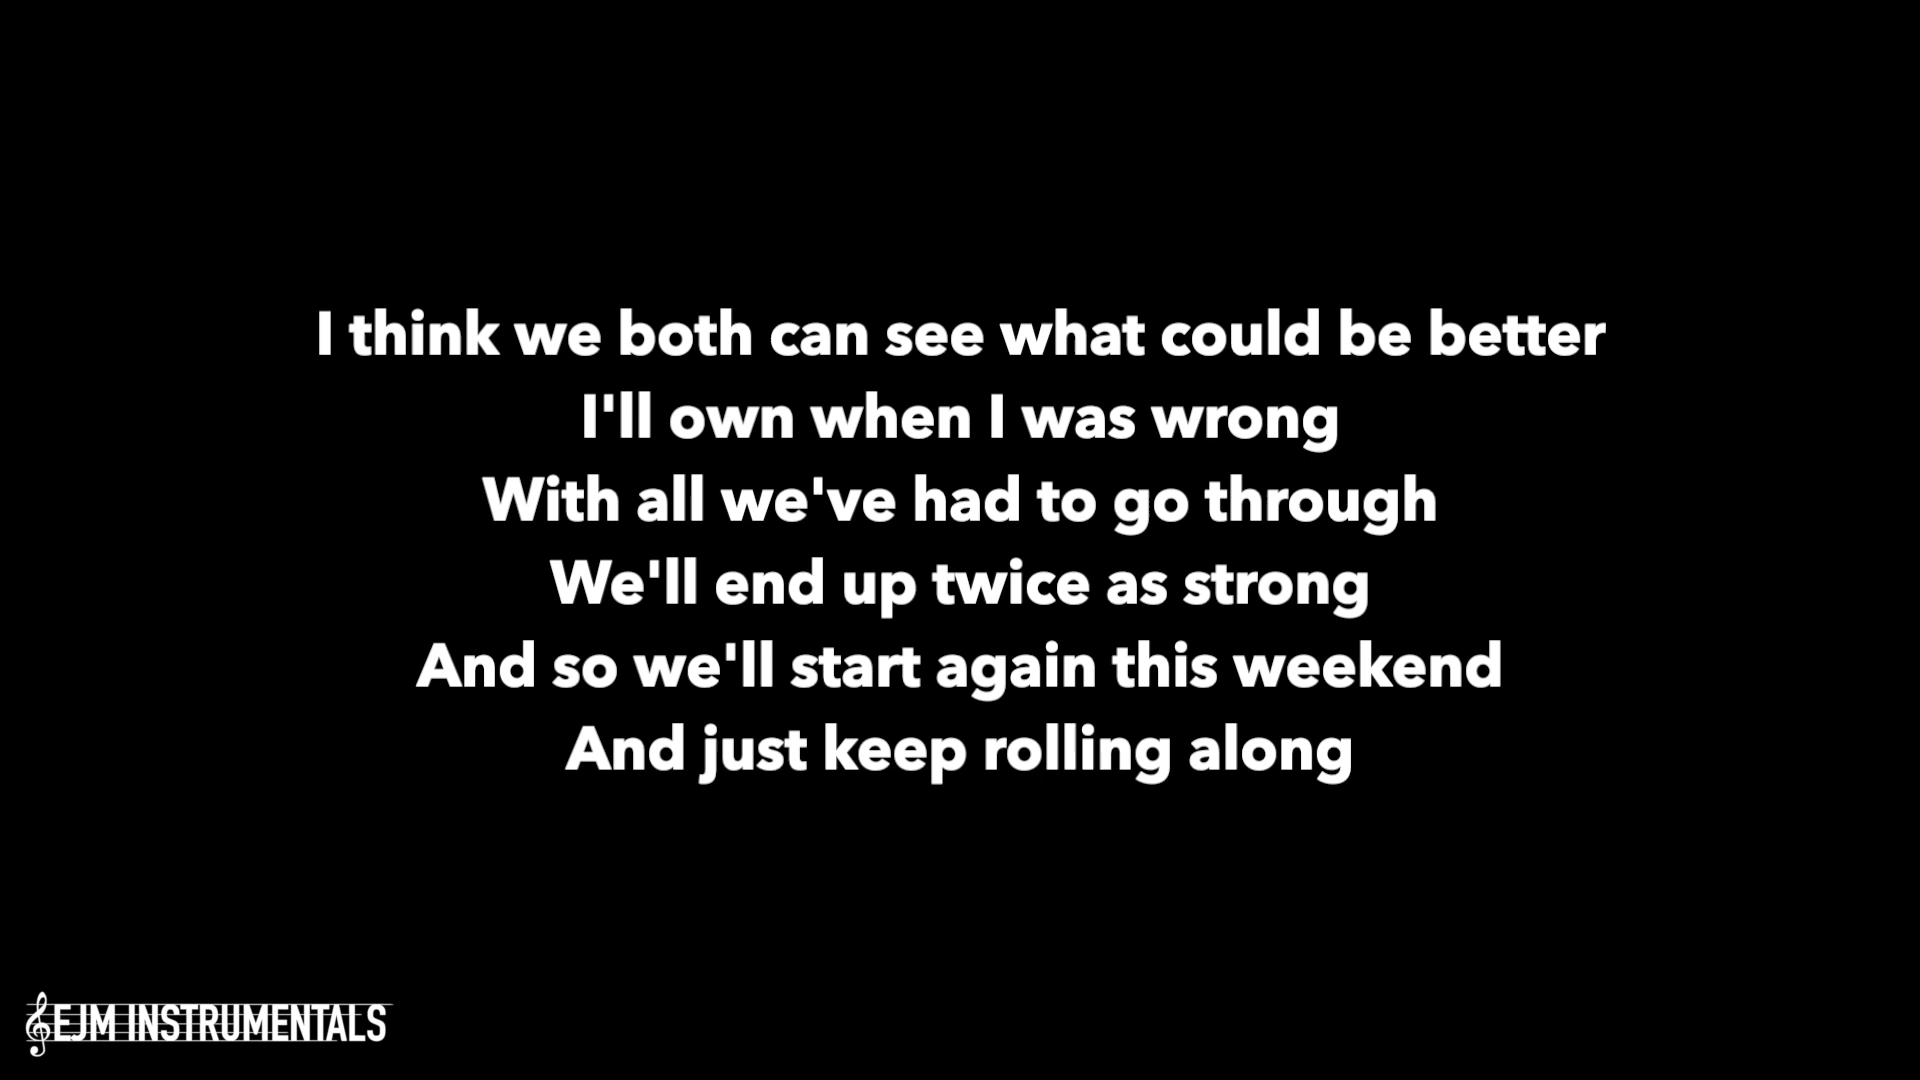 I think we both can see what could be better
I'll own when I was wrong
With all we've had to go through
We'll end up twice as strong
And so we'll start again this weekend
And just keep rolling along
EJM INSTRUMENTALS